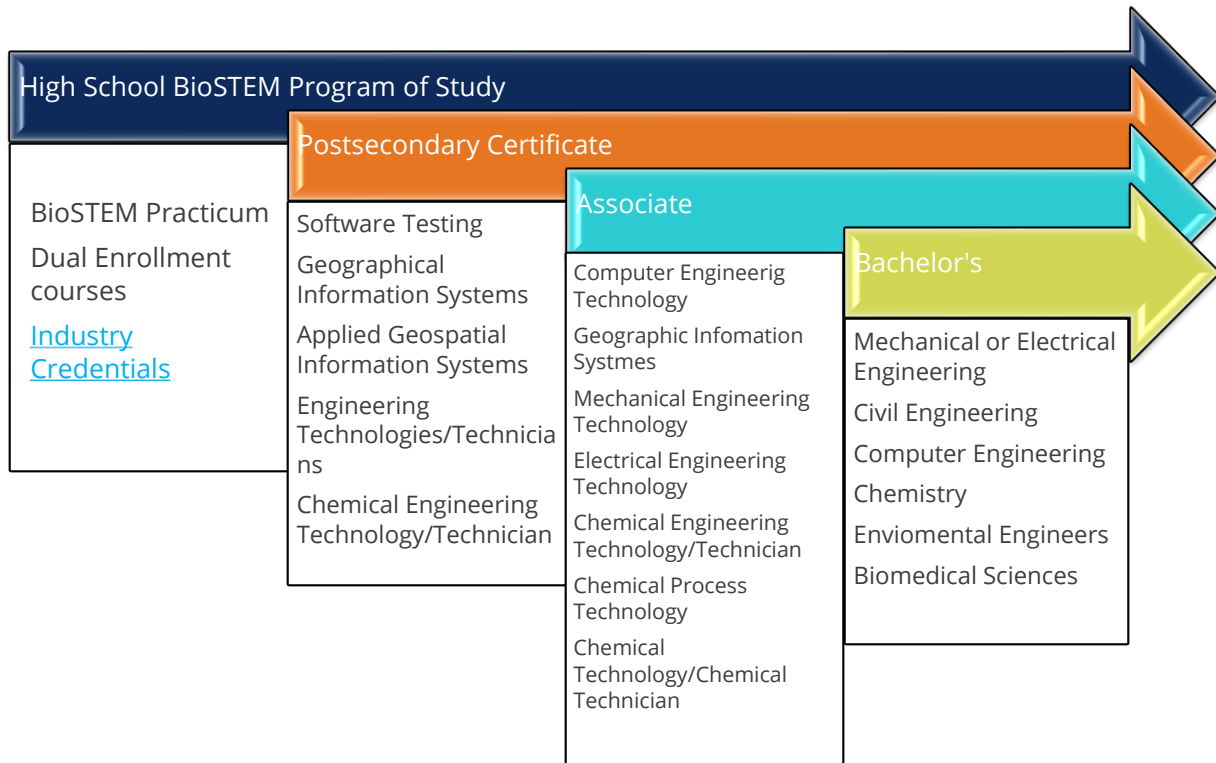 High School BioSTEM Program of Study
BioSTEM Practicum
Dual Enrollment
courses
Industry
Credentials
Postsecondary Certificate
Software Testing
Geographical
Information Systems
Applied Geospatial
Information Systems
Engineering
Technologies/Technicia
ns
Chemical Engineering
Technology/Technician
Associate
Computer Engineerig
Technology
Geographic Infomation
Systmes
Mechanical Engineering
Technology
Electrical Engineering
Technology
Chemical Engineering
Technology/Technician
Chemical Process
Technology
Chemical
Technology/Chemical
Technician
Bachelor's
Mechanical or Electrical
Engineering
Civil Engineering
Computer Engineering
Chemistry
Enviomental Engineers
Biomedical Sciences